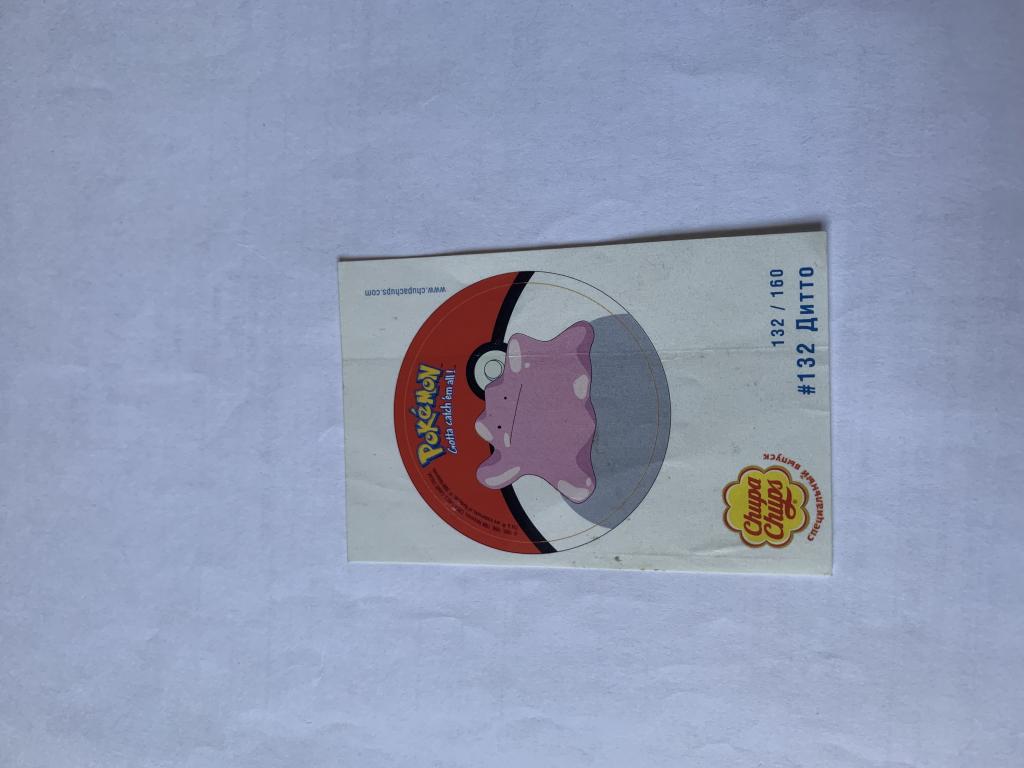 www.chupachups.com
POKéMON
Gotta catch 'em all!
Chupa
Chups
специальный выпуск
132 / 160
#132 Дитто